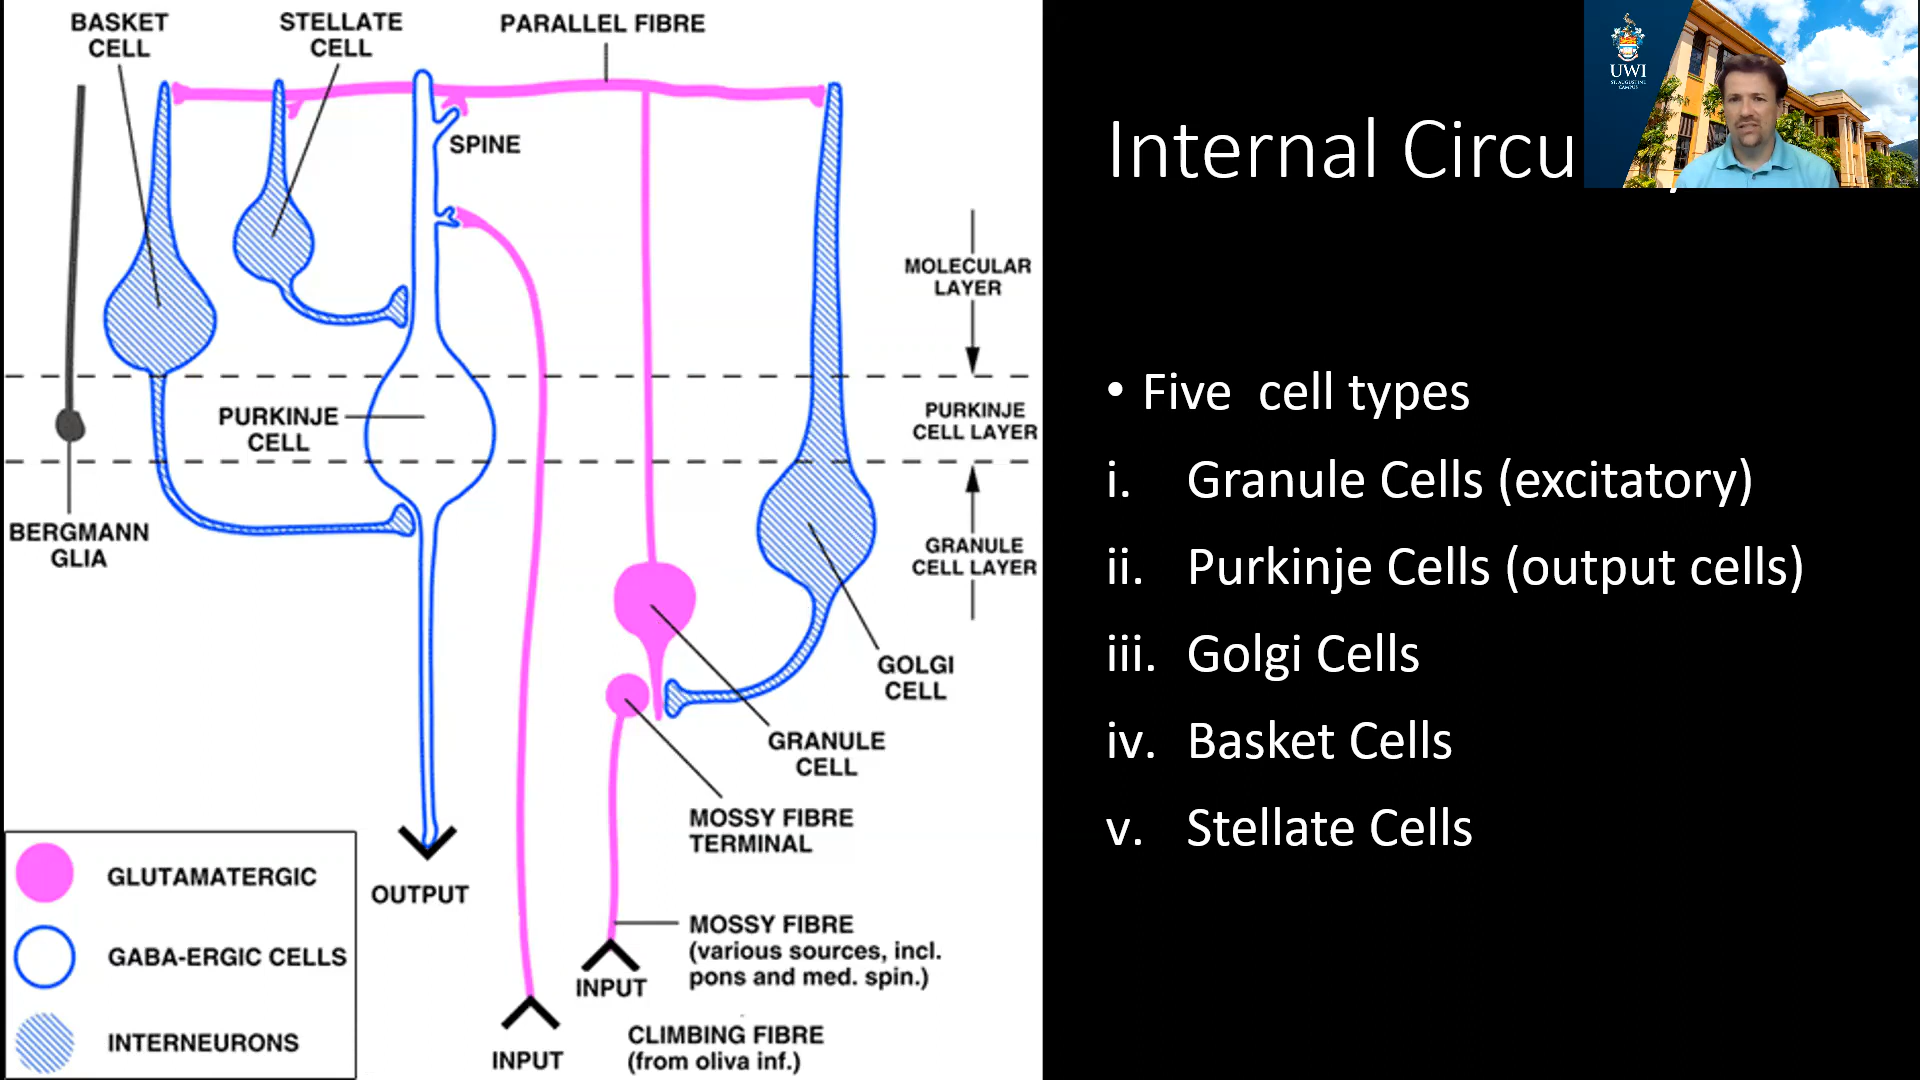 BASKET
CELL
STELLATE
CELL
PARALLEL FIBRE
SPINE
MOLECULAR
LAYER
PURKINJE
CELL
PURKINJE
CELL LAYER
BERGMANN
GLIA
GRANULE
CELL LAYER
GOLGI
CELL
GRANULE
CELL
MOSSY FIBRE
TERMINAL
OUTPUT
MOSSY FIBRE
(various sources, incl.
pons and med. spin.)
INPUT
CLIMBING FIBRE
(from oliva inf.)
INPUT
GLUTAMATERGIC
GABA-ERGIC CELLS
INTERNEURONS
UWI
ST. AUGUSTINE
CAMPUS
Internal Circu
• Five  cell types
i. Granule Cells (excitatory)
ii. Purkinje Cells (output cells)
iii. Golgi Cells
iv. Basket Cells
v. Stellate Cells